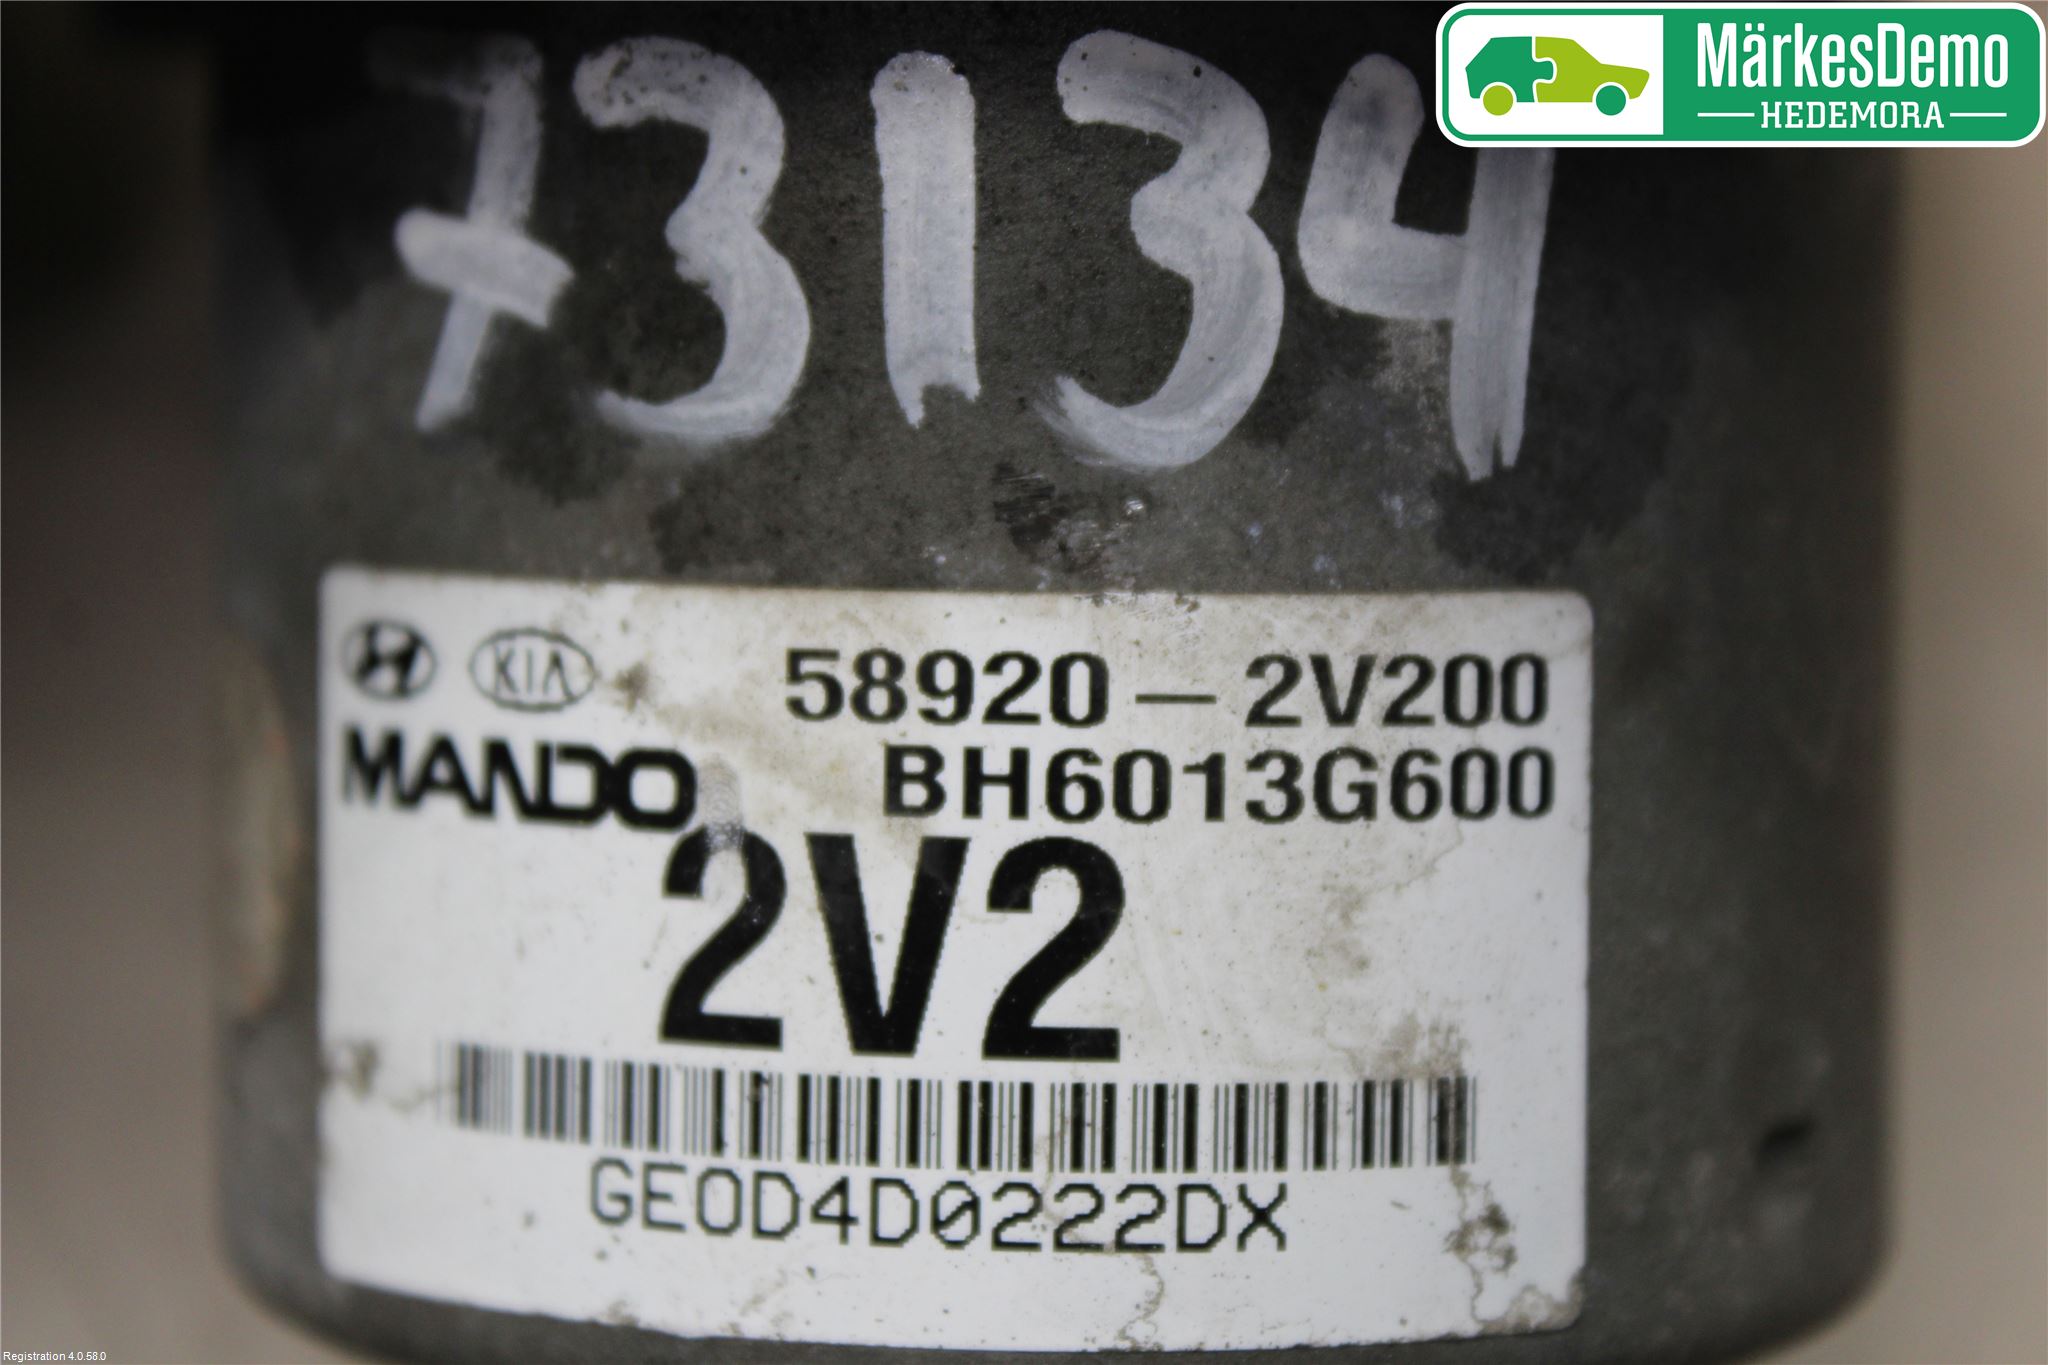 MärkesDemo
HEDEMORA
73134
KIA
58920-2V200
MANDO
BH6013G600
2V2
GE0D4D0222DX
Registration 4.0.58.0